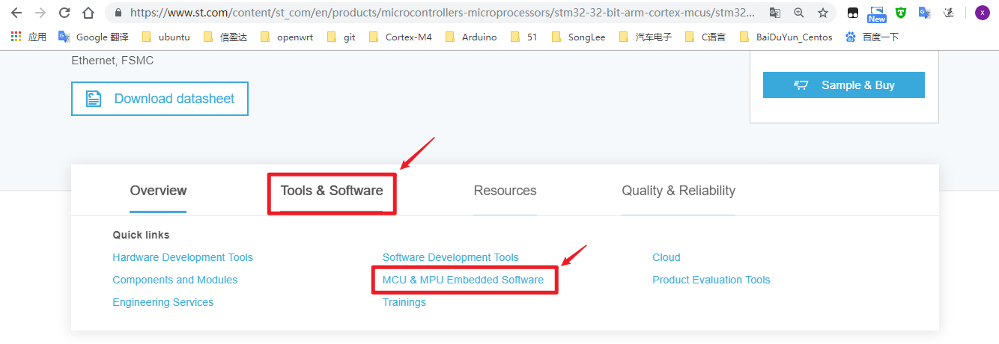 https://www.st.com/content/st_com/en/products/microcontrollers-microprocessors/stm32-32-bit-arm-cortex-mcus/stm32...
New
x
应用 Google 翻译 ubuntu 信盈达 openwrt git Cortex-M4 Arduino 51 SongLee 汽车电子 C语言 BaiDuYun_Centos 百度一下
Ethernet, FSMC
Download datasheet
Sample & Buy
Overview Tools & Software Resources Quality & Reliability
Quick links
Hardware Development Tools Software Development Tools Cloud
Components and Modules MCU & MPU Embedded Software Product Evaluation Tools
Engineering Services Trainings